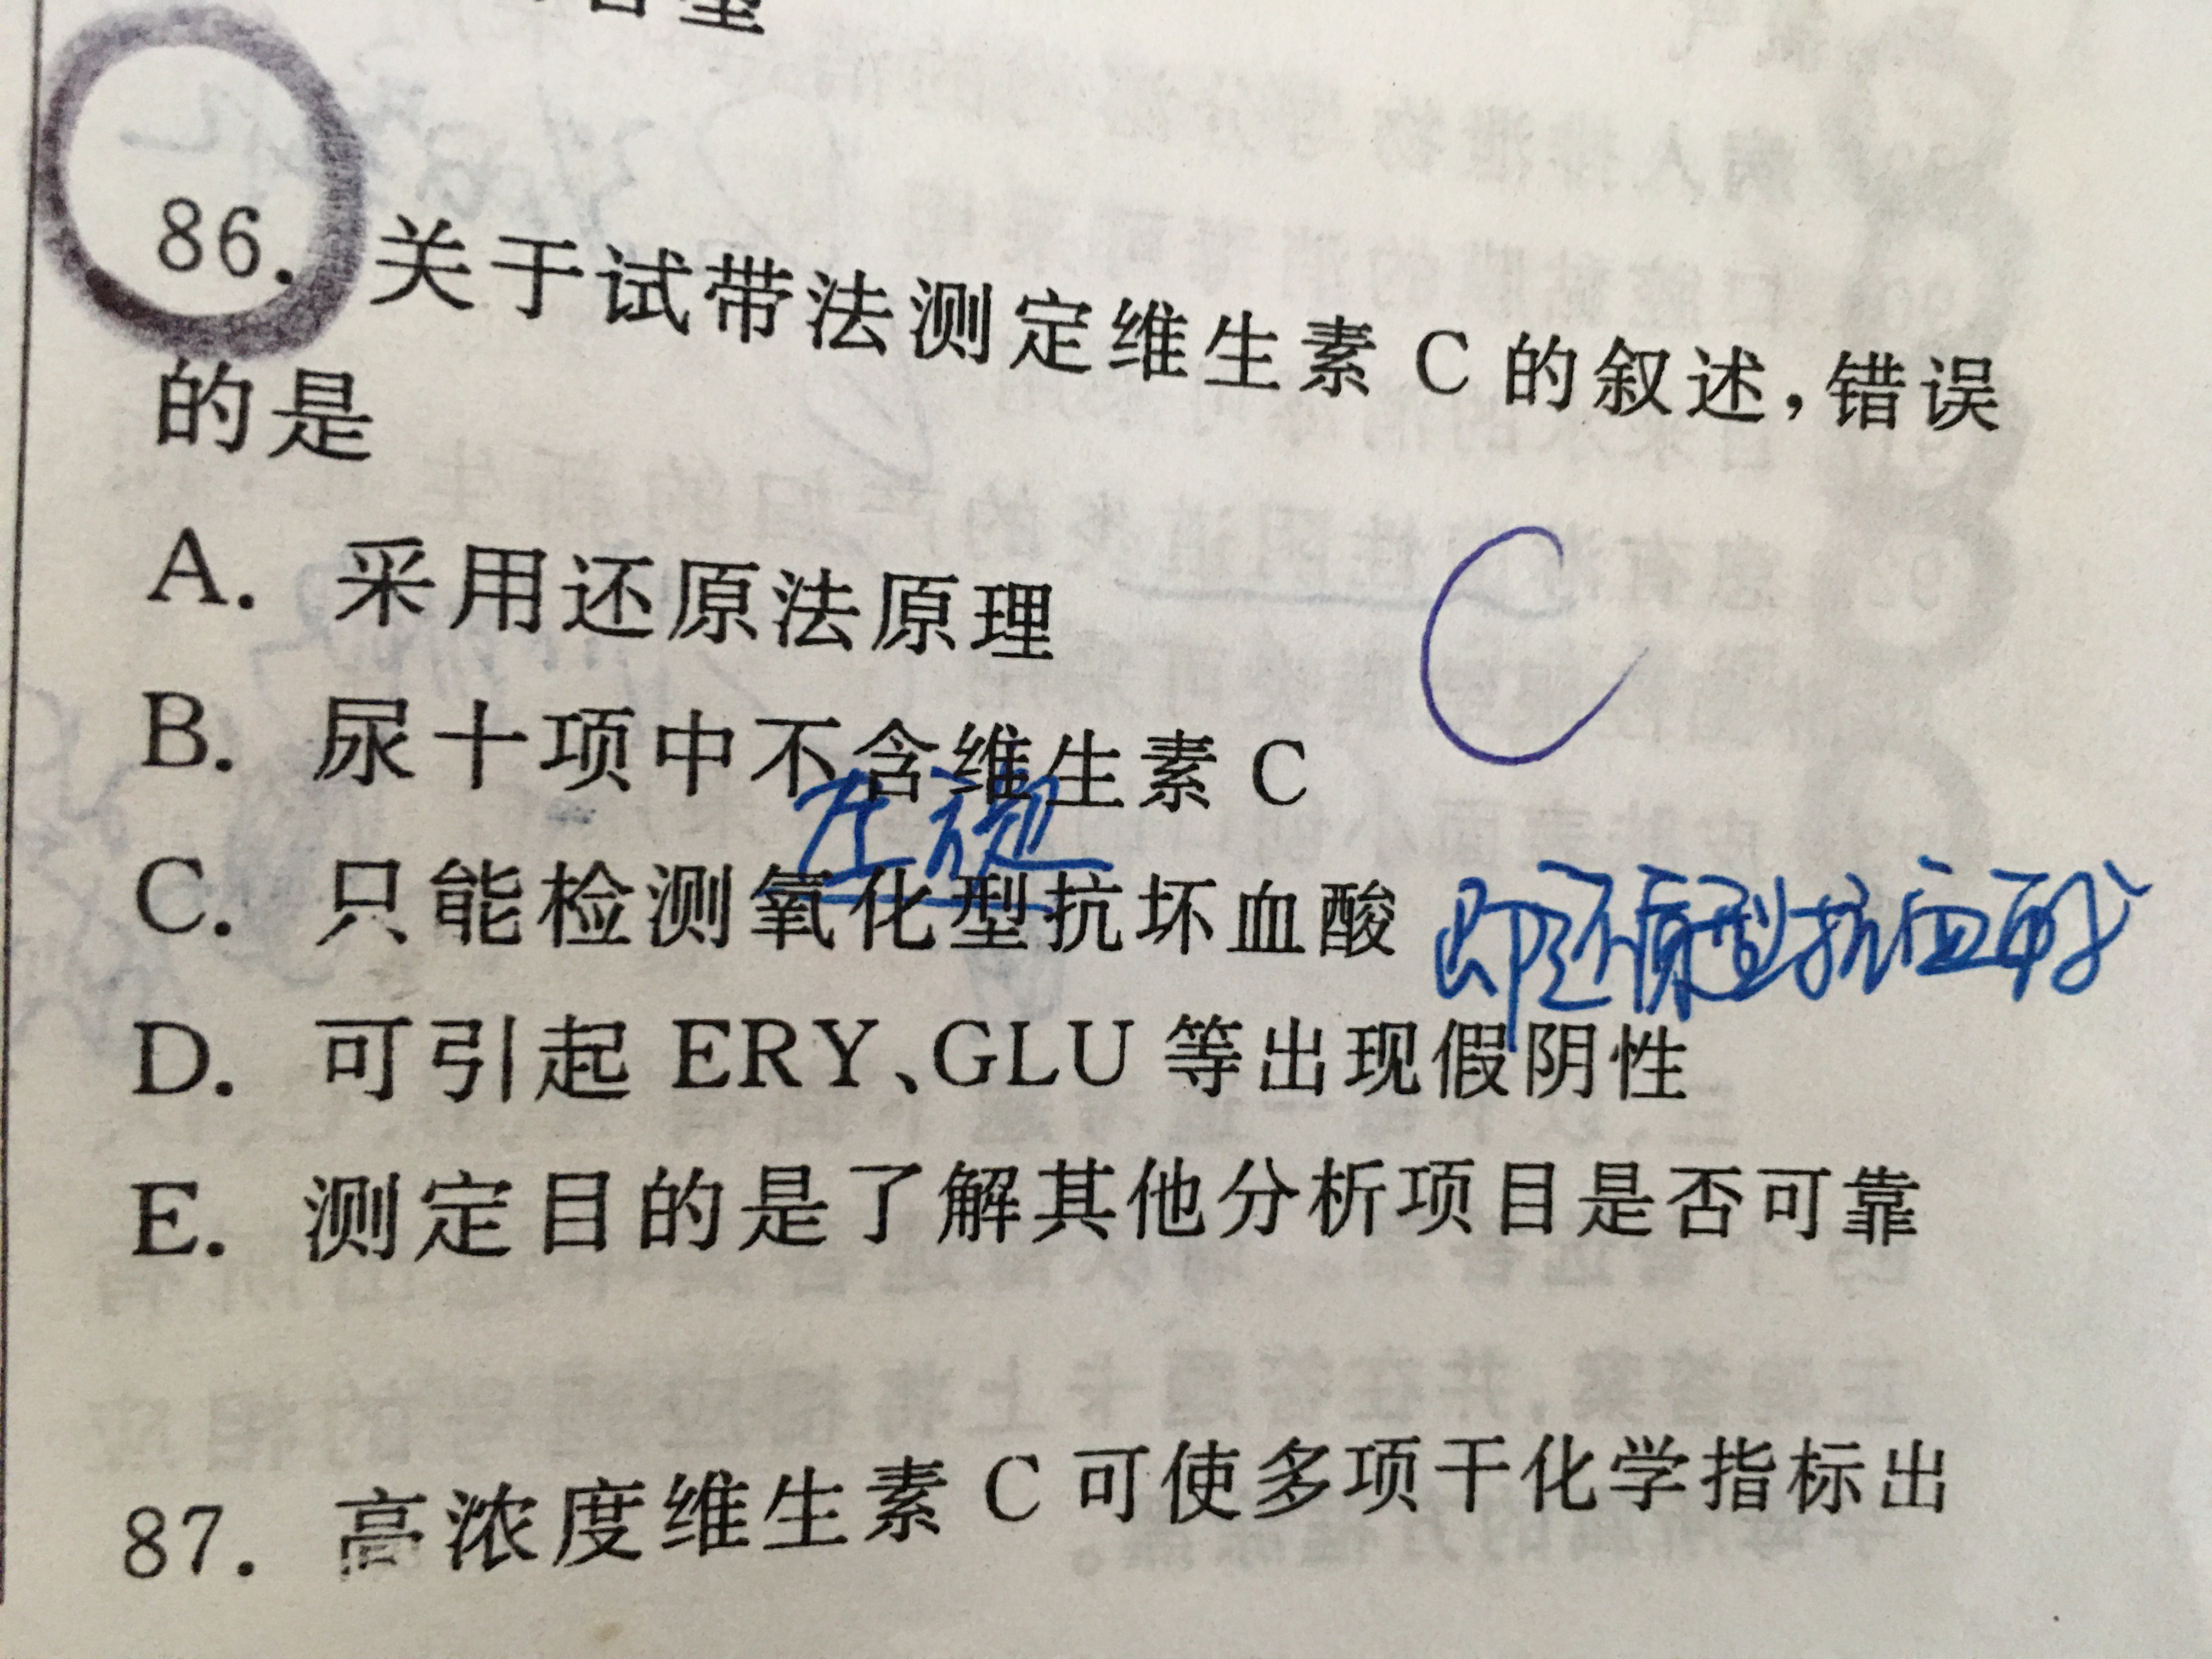 86. 关于试带法测定维生素 C 的叙述,错误
的是
A. 采用还原法原理
B. 尿十项中不含维生素 C
C. 只能检测氧化型抗坏血酸
左物
C
D. 可引起 ERY、GLU 等出现假阴性
E. 测定目的是了解其他分析项目是否可靠
87. 高浓度维生素 C 可使多项干化学指标出